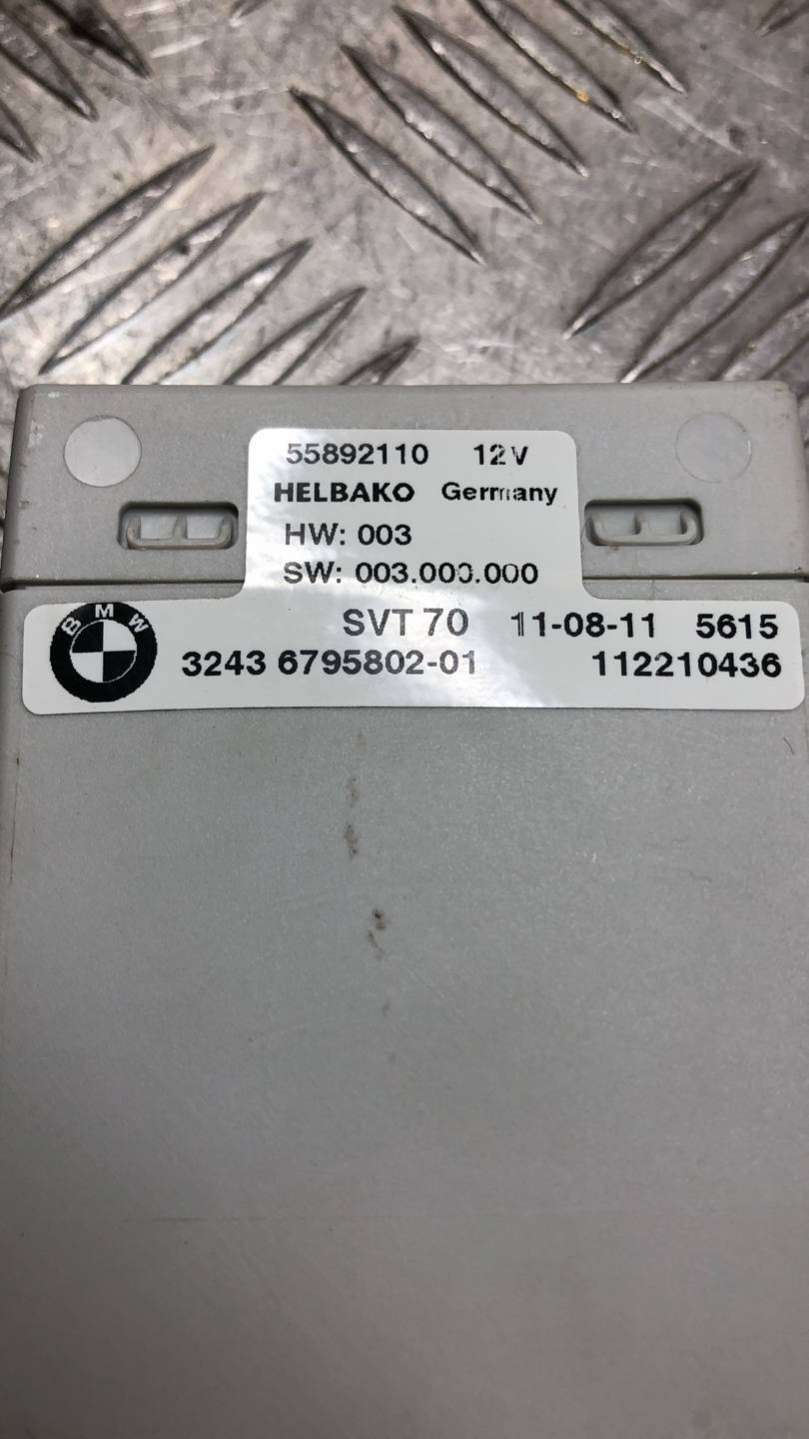 55892110 12V
HELBAKO Germany
HW: 003
SW: 003.000.000
BMW
SVT 70 11-08-11 5615
3243 6795802-01 112210436